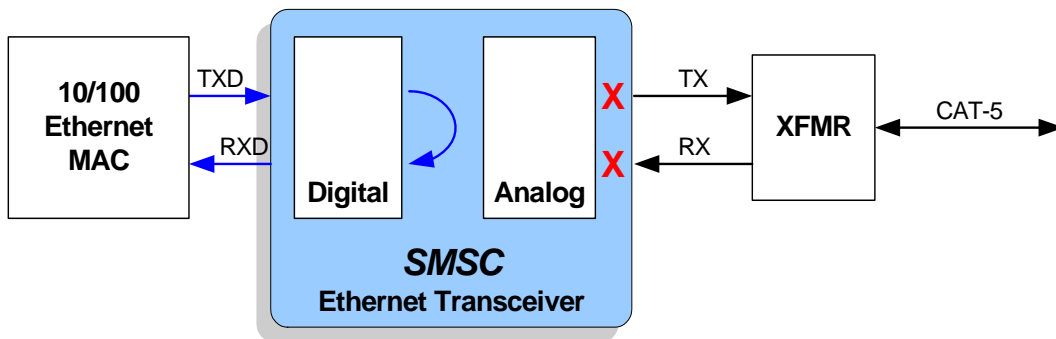 10/100
Ethernet
MAC
TXD
RXD
Digital
Analog
X
X
SMSC
Ethernet Transceiver
TX
RX
XFMR
CAT-5